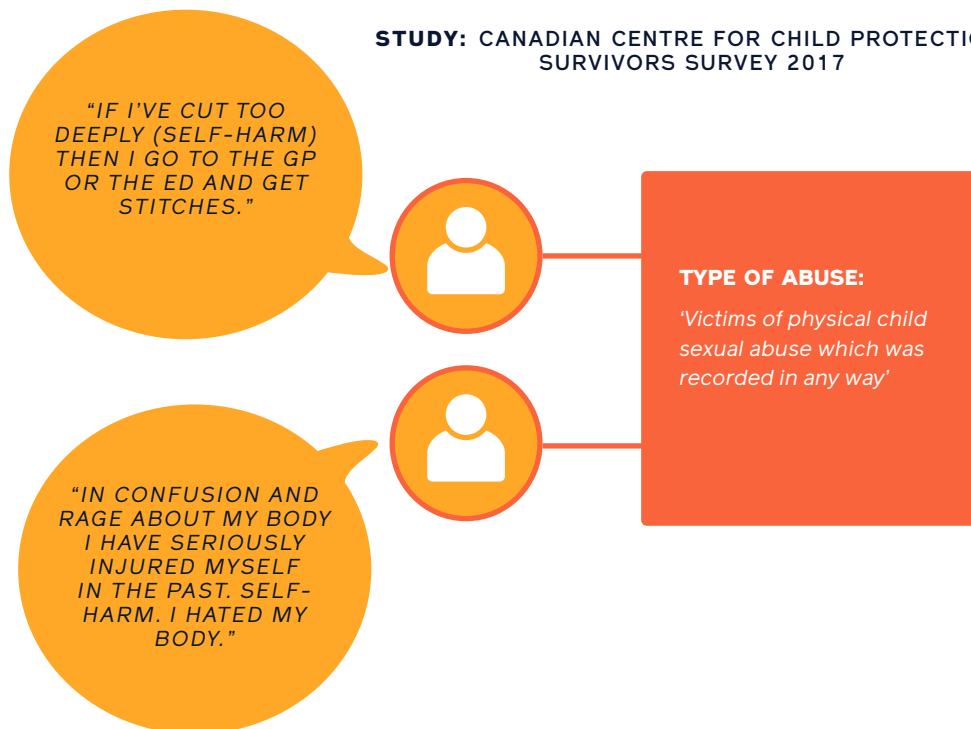 STUDY: CANADIAN CENTRE FOR CHILD
SURVIVORS SURVEY 2017
“IF I’VE CUT TOO
DEEPLY (SELF-HARM)
THEN I GO TO THE GP
OR THE ED AND GET
STITCHES.”
TYPE OF ABUSE:
‘Victims of physical child
sexual abuse which was
recorded in any way’
“IN CONFUSION AND
RAGE ABOUT MY BODY
I HAVE SERIOUSLY
INJURED MYSELF
IN THE PAST. SELF-
HARM. I HATED MY
BODY.”